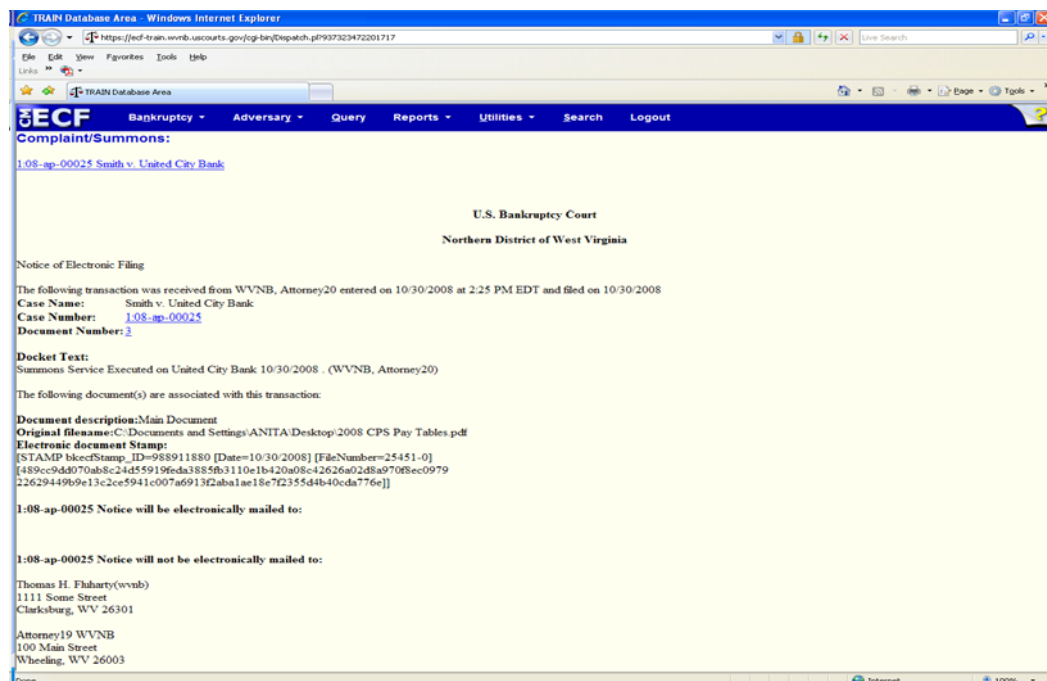 TRAIN Database Area - Windows Internet Explorer
https://ecf-train.wvnb.uscourts.gov/cgi-bin/Dispatch.pl?937323472201717
Live Search
File Edit View Favorites Tools Help
Links »
TRAIN Database Area
Page Tools
CM ECF Bankruptcy Adversary Query Reports Utilities Search Logout ?
Complaint/Summons:
1:08-ap-00025 Smith v. United City Bank
U.S. Bankruptcy Court
Northern District of West Virginia
Notice of Electronic Filing
The following transaction was received from WVNB, Attorney20 entered on 10/30/2008 at 2:25 PM EDT and filed on 10/30/2008
Case Name: Smith v. United City Bank
Case Number: 1:08-ap-00025
Document Number: 3
Docket Text:
Summons Service Executed on United City Bank 10/30/2008 . (WVNB, Attorney20)
The following document(s) are associated with this transaction:
Document description:Main Document
Original filename:C:\Documents and Settings\ANITA\Desktop\2008 CPS Pay Tables.pdf
Electronic document Stamp:
[STAMP bkecfStamp_ID=988911880 [Date=10/30/2008] [FileNumber=25451-0]
[489cc9dd070ab8c24d55919feda3885fb3110e1b420a08c42626a02d8a970f8ec0979
22629449b9e13c2ce5941c007a6913f2aba1ae18e7f2355d4b40cda776e]]
1:08-ap-00025 Notice will be electronically mailed to:
1:08-ap-00025 Notice will not be electronically mailed to:
Thomas H. Fluharty(wvnb)
1111 Some Street
Clarksburg, WV 26301
Attorney19 WVNB
100 Main Street
Wheeling, WV 26003
Done Internet 100%